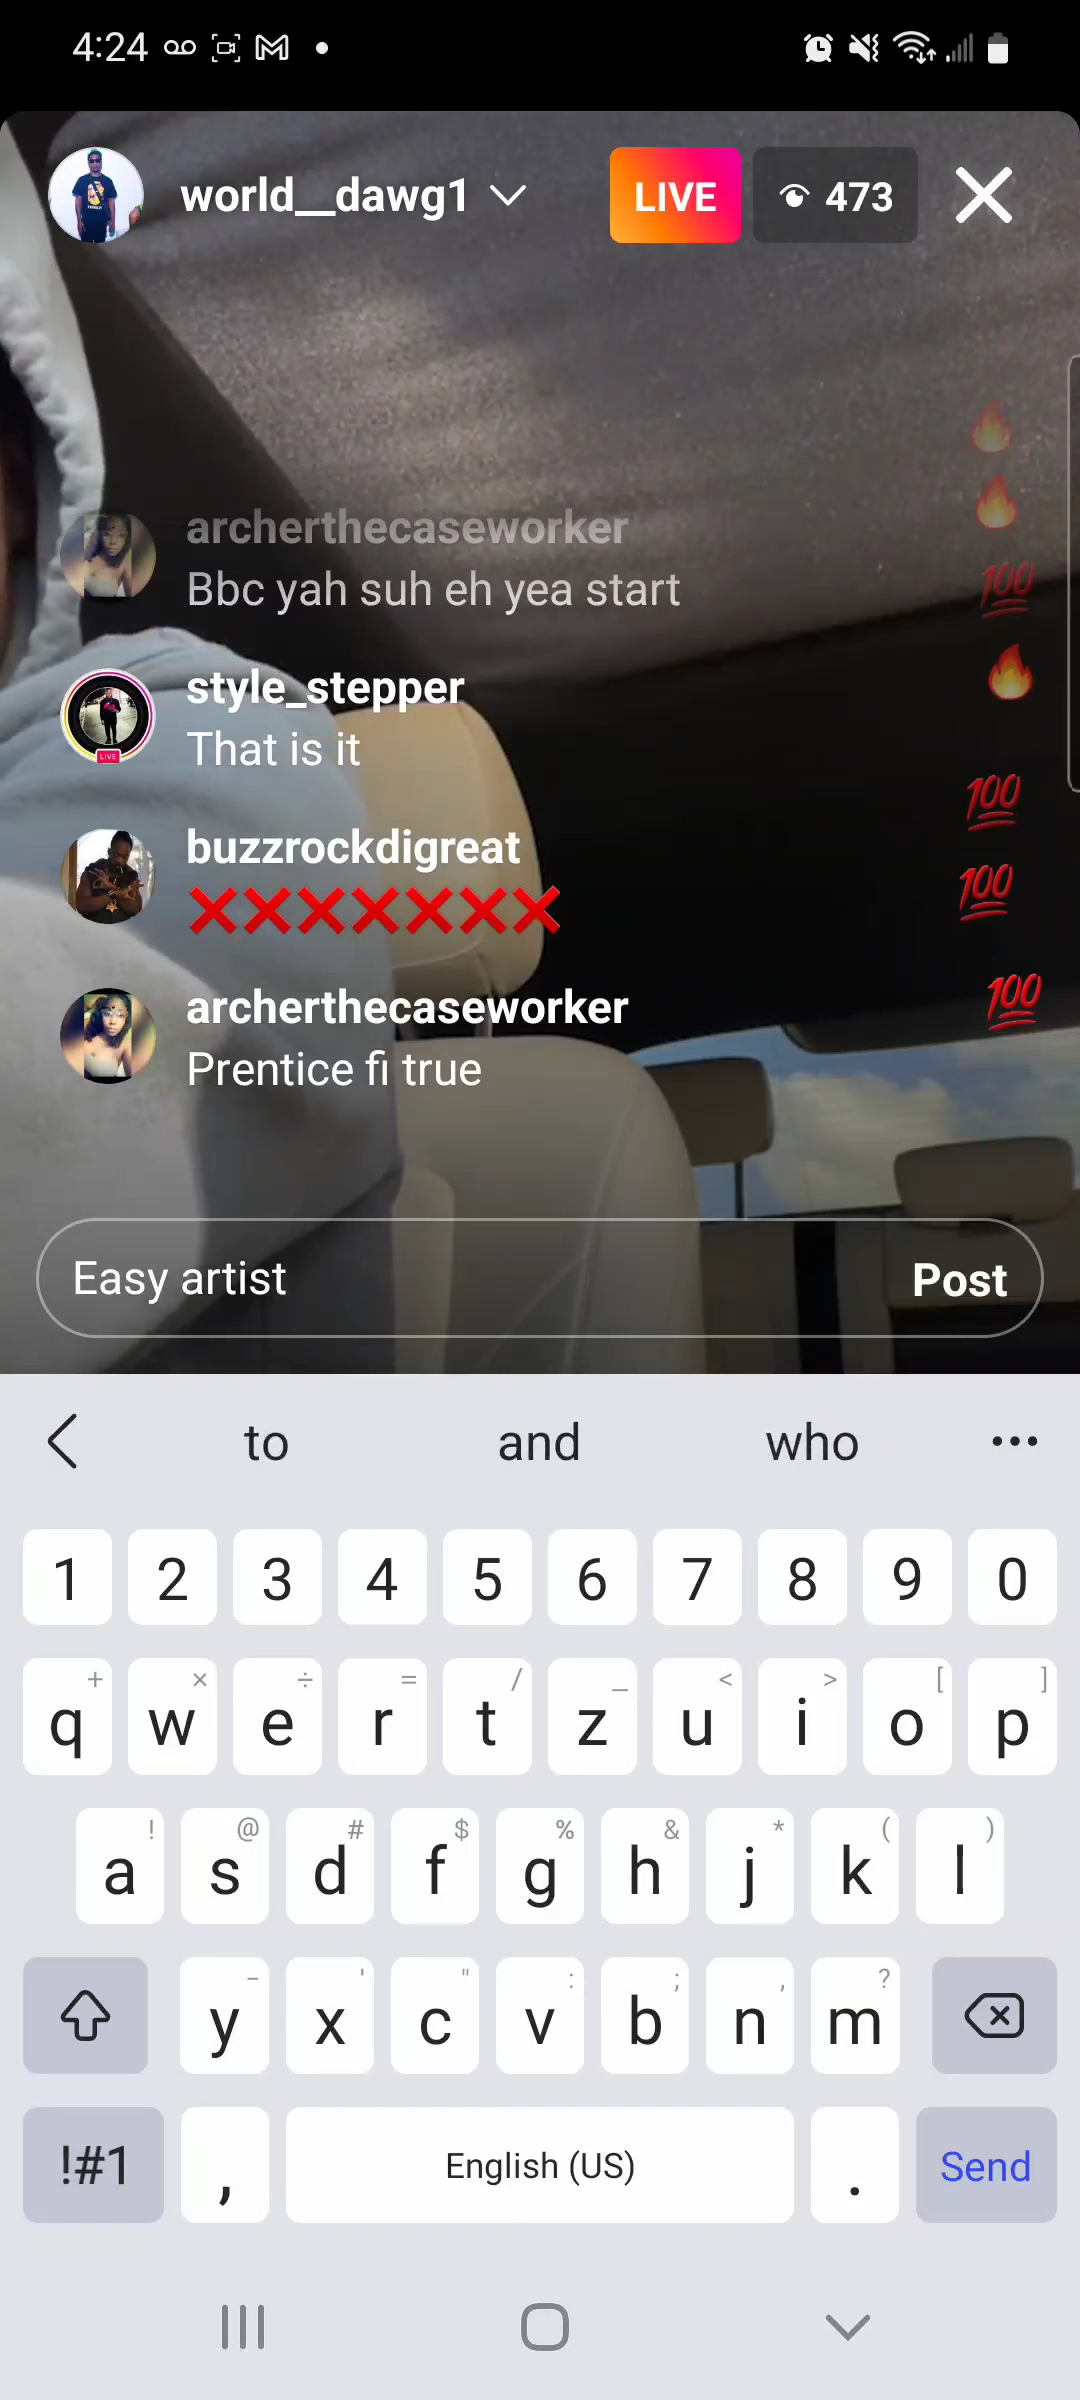 4:24
world__dawg1
LIVE
473
archerthecaseworker
Bbc yah suh eh yea start
style_stepper
That is it
LIVE
buzzrockdigreat
❌❌❌❌❌❌❌
archerthecaseworker
Prentice fi true
🔥
🔥
💯
🔥
💯
💯
💯
Easy artist
Post
to and who
1 2 3 4 5 6 7 8 9 0
+ × ÷ = / _ < > [ ]
q w e r t z u i o p
! @ # $ % & * ( )
a s d f g h j k l
- ' " : ; , ?
y x c v b n m
!#1 , English (US) . Send